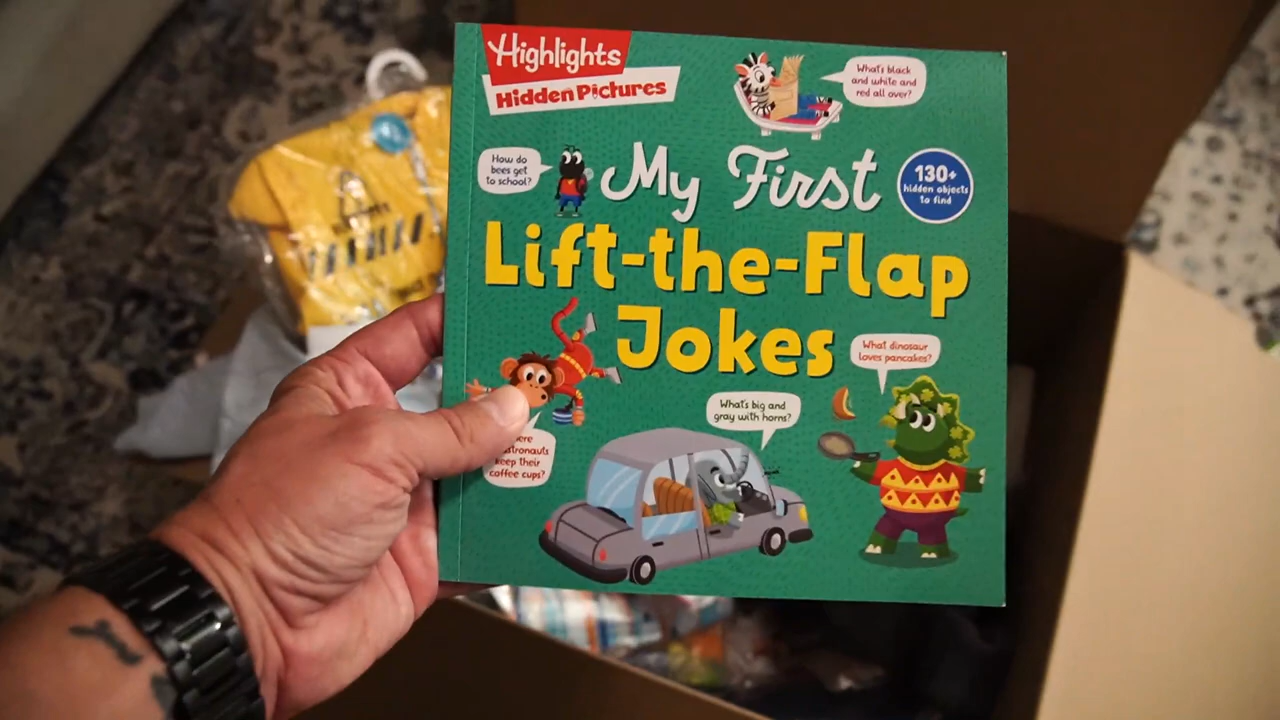 Highlights
Hidden Pictures
What's black
and white and
red all over?
How do
bees get
to school?
My First
130+
hidden objects
to find
Lift-the-Flap
Jokes
What dinosaur
loves pancakes?
What's big and
gray with horns?
keep their
coffee cups?